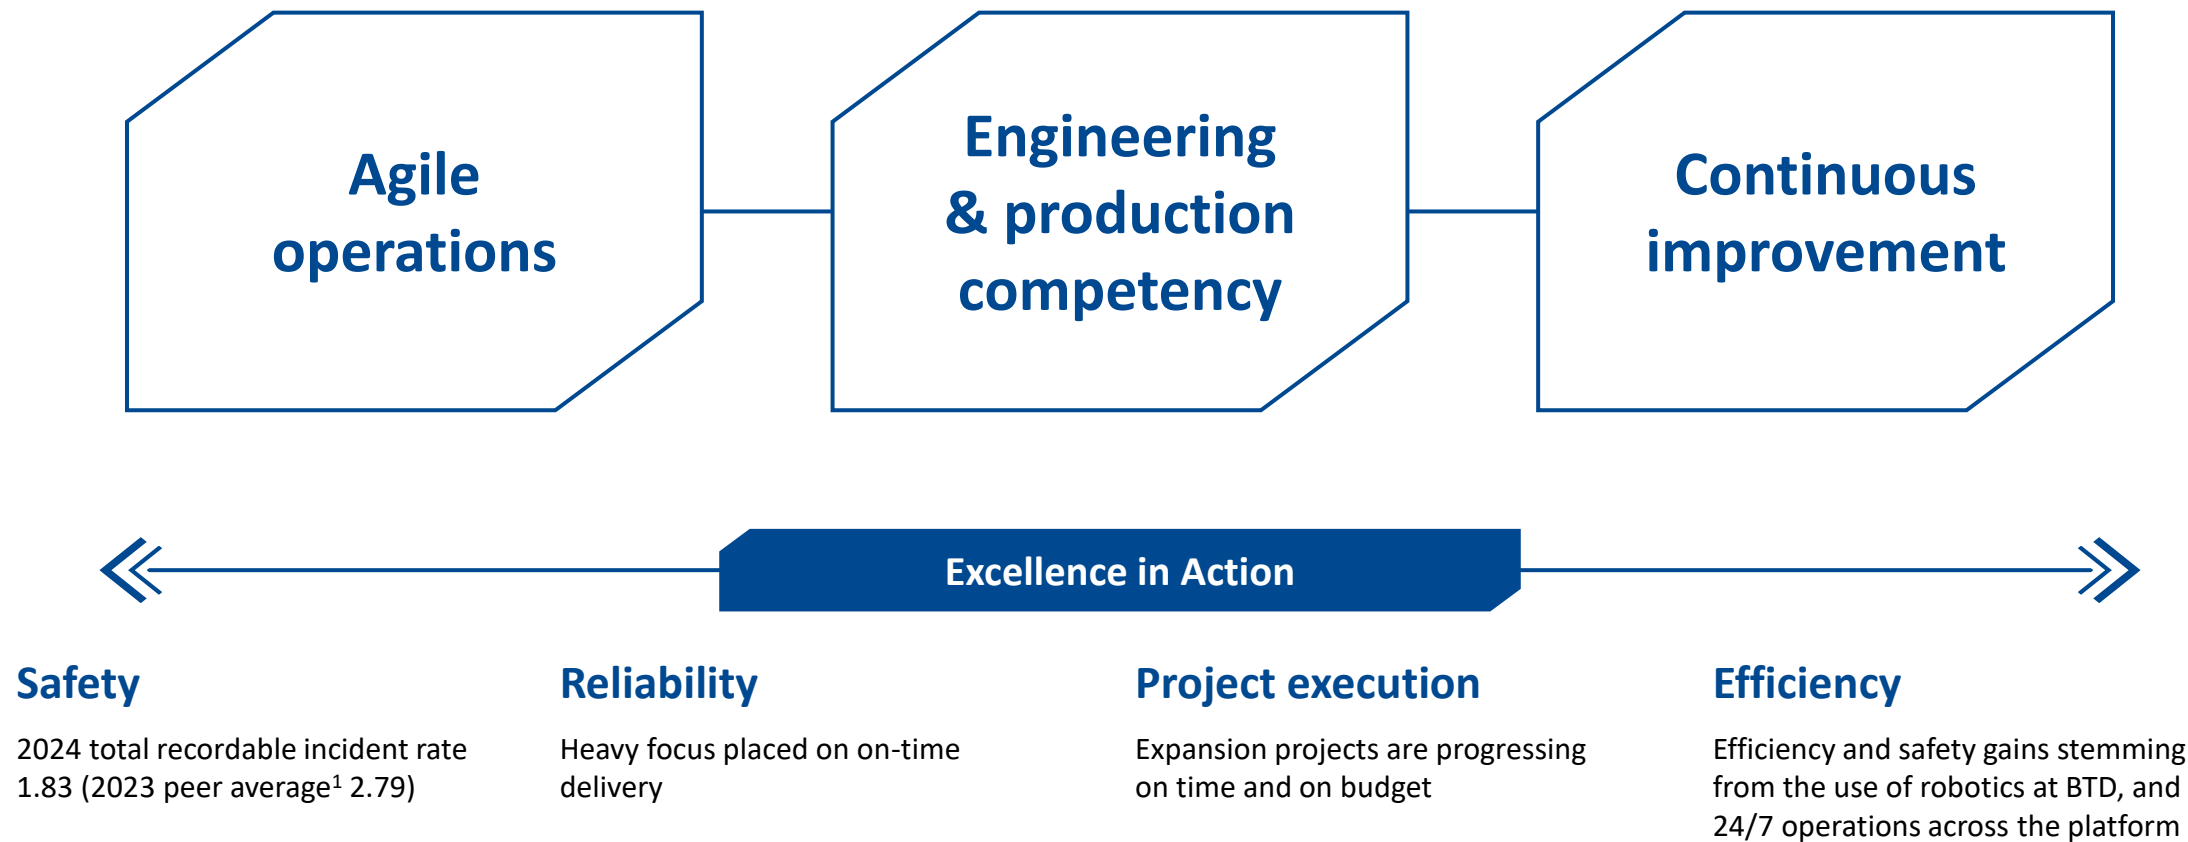 Agile
operations
Engineering
& production
competency
Continuous
improvement
Excellence in Action
Safety
2024 total recordable incident rate
1.83 (2023 peer average¹ 2.79)
Reliability
Heavy focus placed on on-time
delivery
Project execution
Expansion projects are progressing
on time and on budget
Efficiency
Efficiency and safety gains stemming
from the use of robotics at BTD, and
24/7 operations across the platform